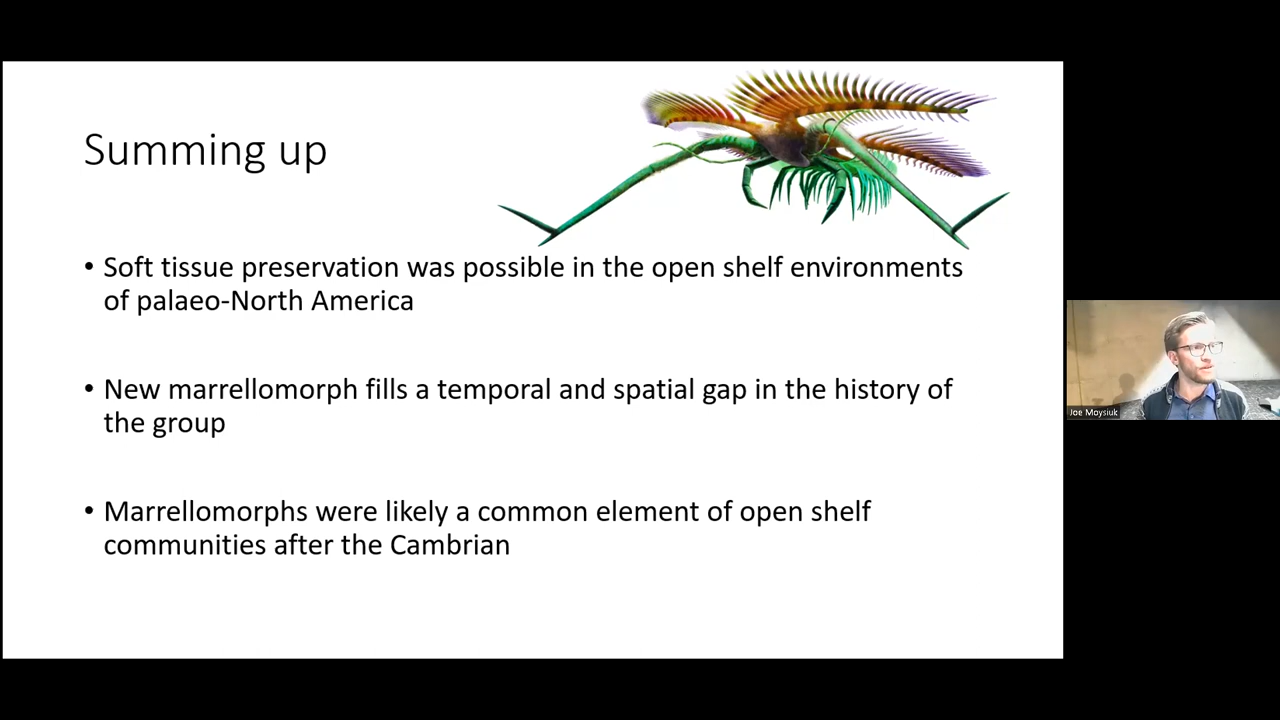 Summing up
• Soft tissue preservation was possible in the open shelf environments
of palaeo-North America
• New marrellomorph fills a temporal and spatial gap in the history of
the group
• Marrellomorphs were likely a common element of open shelf
communities after the Cambrian
Joe Moysiuk